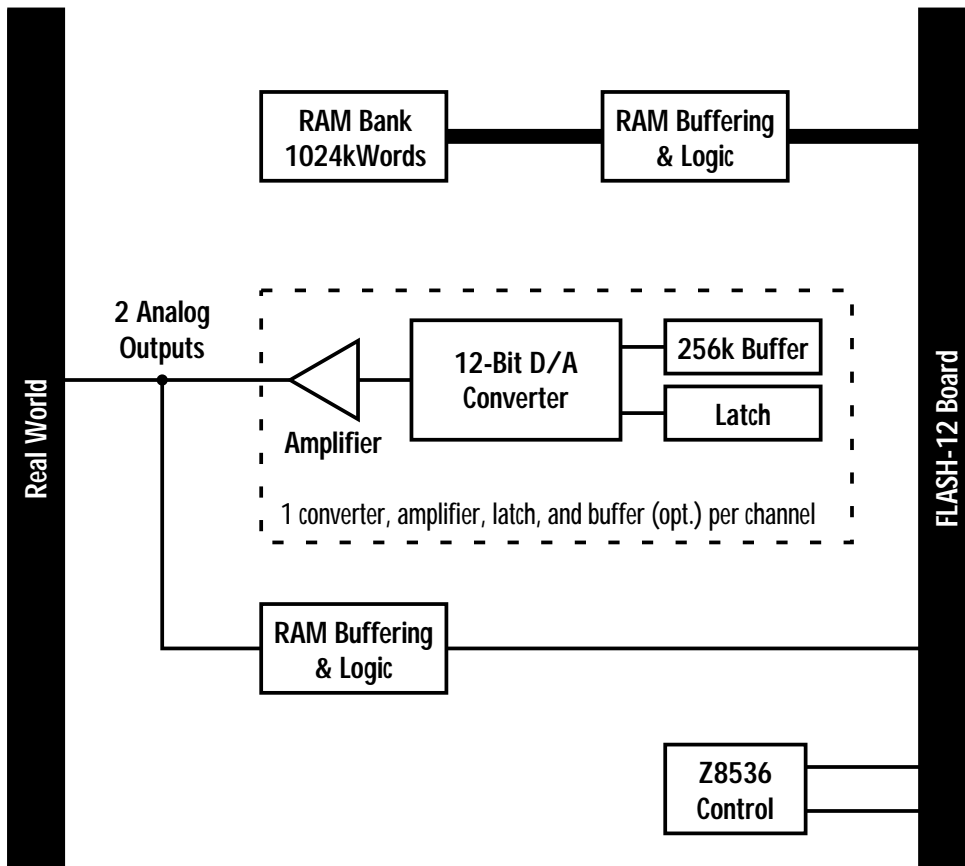 RAM Bank
1024kWords
RAM Buffering
& Logic
2 Analog
Outputs
12-Bit D/A
Converter
256k Buffer
Latch
Amplifier
1 converter, amplifier, latch, and buffer (opt.) per channel
Real World
FLASH-12 Board
RAM Buffering
& Logic
Z8536
Control